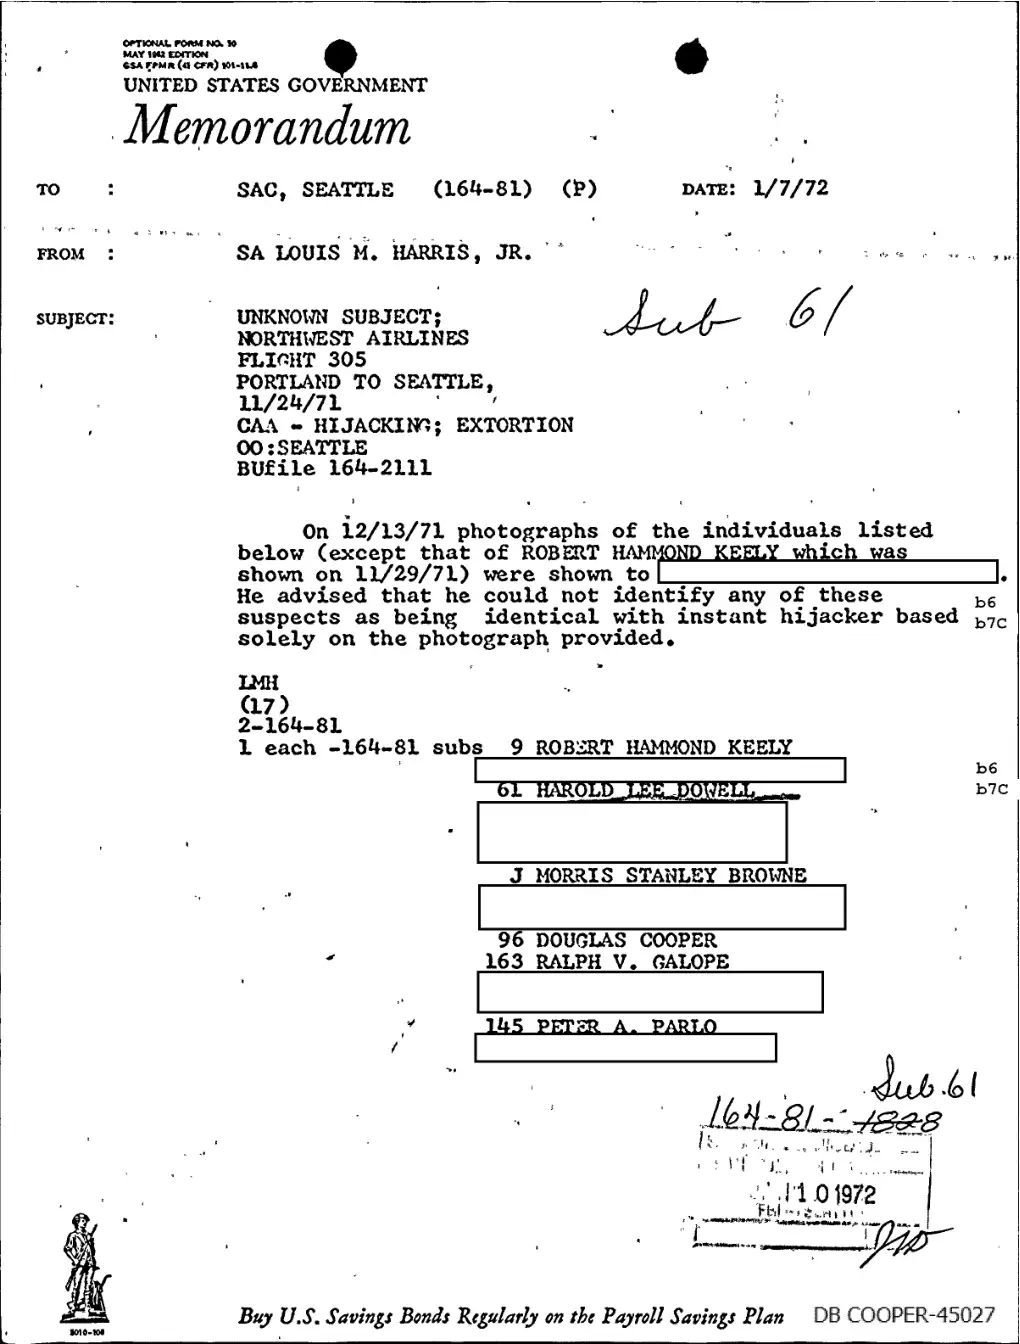 OPTIONAL FORM NO. 10
MAY 1962 EDITION
GSA FPMR (41 CFR) 101-11.6
UNITED STATES GOVERNMENT
Memorandum
TO : SAC, SEATTLE (164-81) (P) DATE: 1/7/72
FROM : SA LOUIS M. HARRIS, JR.
SUBJECT: UNKNOWN SUBJECT;
Sub 61
NORTHWEST AIRLINES
FLIGHT 305
PORTLAND TO SEATTLE,
11/24/71
CAA - HIJACKING; EXTORTION
OO:SEATTLE
BUfile 164-2111
On 12/13/71 photographs of the individuals listed
below (except that of ROBERT HAMMOND KEELY which was
shown on 11/29/71) were shown to .
He advised that he could not identify any of these
b6
suspects as being identical with instant hijacker based
b7C
solely on the photograph provided.
LMH
(17)
2-164-81
1 each -164-81 subs 9 ROBERT HAMMOND KEELY
b6
61 HAROLD LEE DOWELL
b7C
J MORRIS STANLEY BROWNE
96 DOUGLAS COOPER
163 RALPH V. GALOPE
145 PETER A. PARLO
Sub.61
164-81-1828
10 1972
FBI
5010-108
Buy U.S. Savings Bonds Regularly on the Payroll Savings Plan
DB COOPER-45027